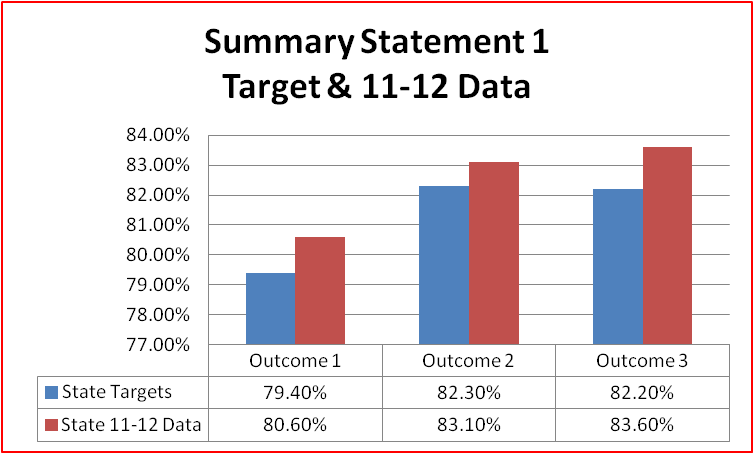 Summary Statement 1
Target & 11-12 Data
84.00%
83.00%
82.00%
81.00%
80.00%
79.00%
78.00%
77.00%
Outcome 1 Outcome 2 Outcome 3
State Targets 79.40% 82.30% 82.20%
State 11-12 Data 80.60% 83.10% 83.60%